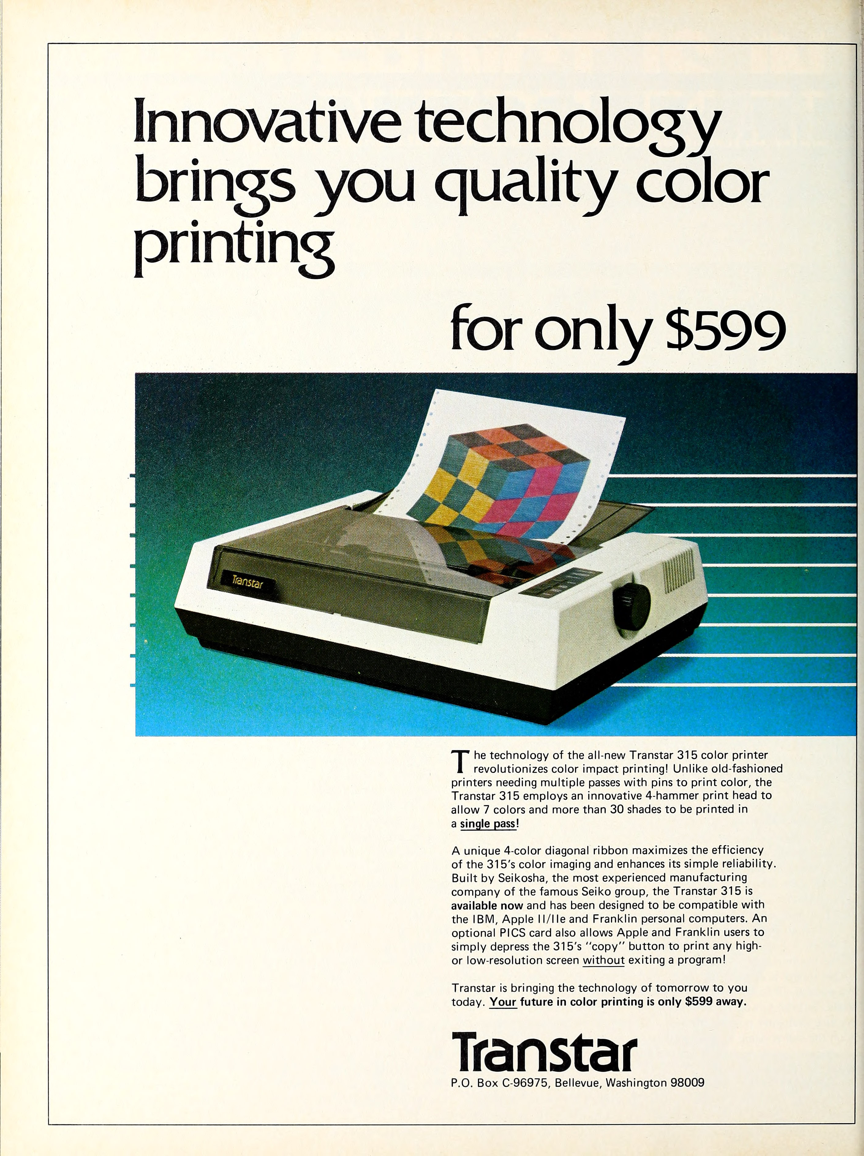 Innovative technology
brings you quality color
printing
for only $599
Transtar
The technology of the all-new Transtar 315 color printer
revolutionizes color impact printing! Unlike old-fashioned
printers needing multiple passes with pins to print color, the
Transtar 315 employs an innovative 4-hammer print head to
allow 7 colors and more than 30 shades to be printed in
a single pass!
A unique 4-color diagonal ribbon maximizes the efficiency
of the 315's color imaging and enhances its simple reliability.
Built by Seikosha, the most experienced manufacturing
company of the famous Seiko group, the Transtar 315 is
available now and has been designed to be compatible with
the IBM, Apple II/IIe and Franklin personal computers. An
optional PICS card also allows Apple and Franklin users to
simply depress the 315's "copy" button to print any high-
or low-resolution screen without exiting a program!
Transtar is bringing the technology of tomorrow to you
today. Your future in color printing is only $599 away.
Transtar
P.O. Box C-96975, Bellevue, Washington 98009